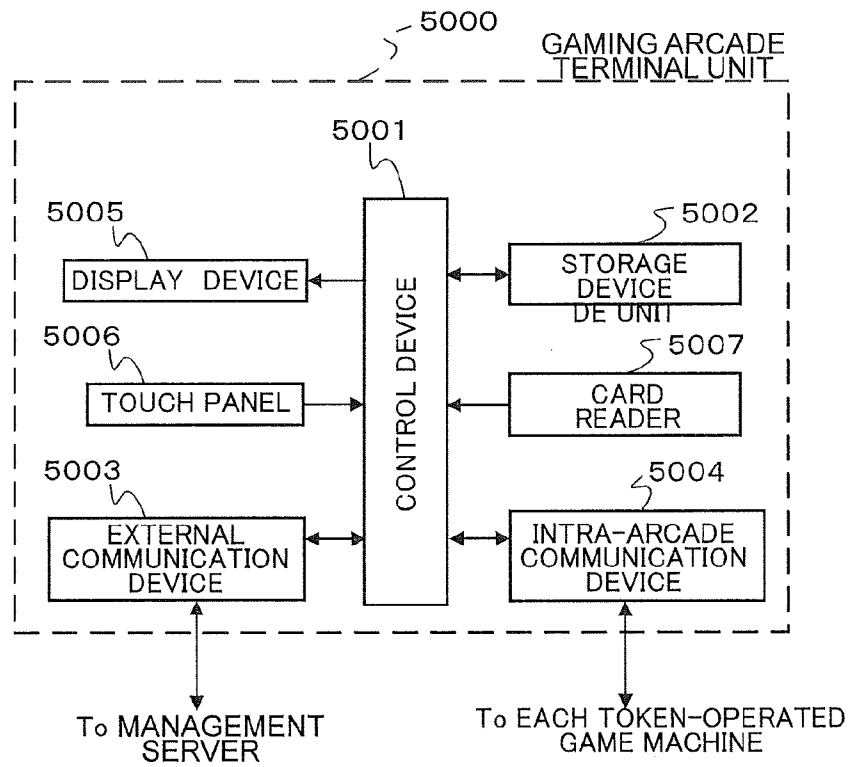 5000
GAMING ARCADE
TERMINAL UNIT
5001
5005
DISPLAY DEVICE
5002
STORAGE
DEVICE
DE UNIT
5006
TOUCH PANEL
CONTROL DEVICE
5007
CARD
READER
5003
EXTERNAL
COMMUNICATION
DEVICE
5004
INTRA-ARCADE
COMMUNICATION
DEVICE
To MANAGEMENT
SERVER
To EACH TOKEN-OPERATED
GAME MACHINE